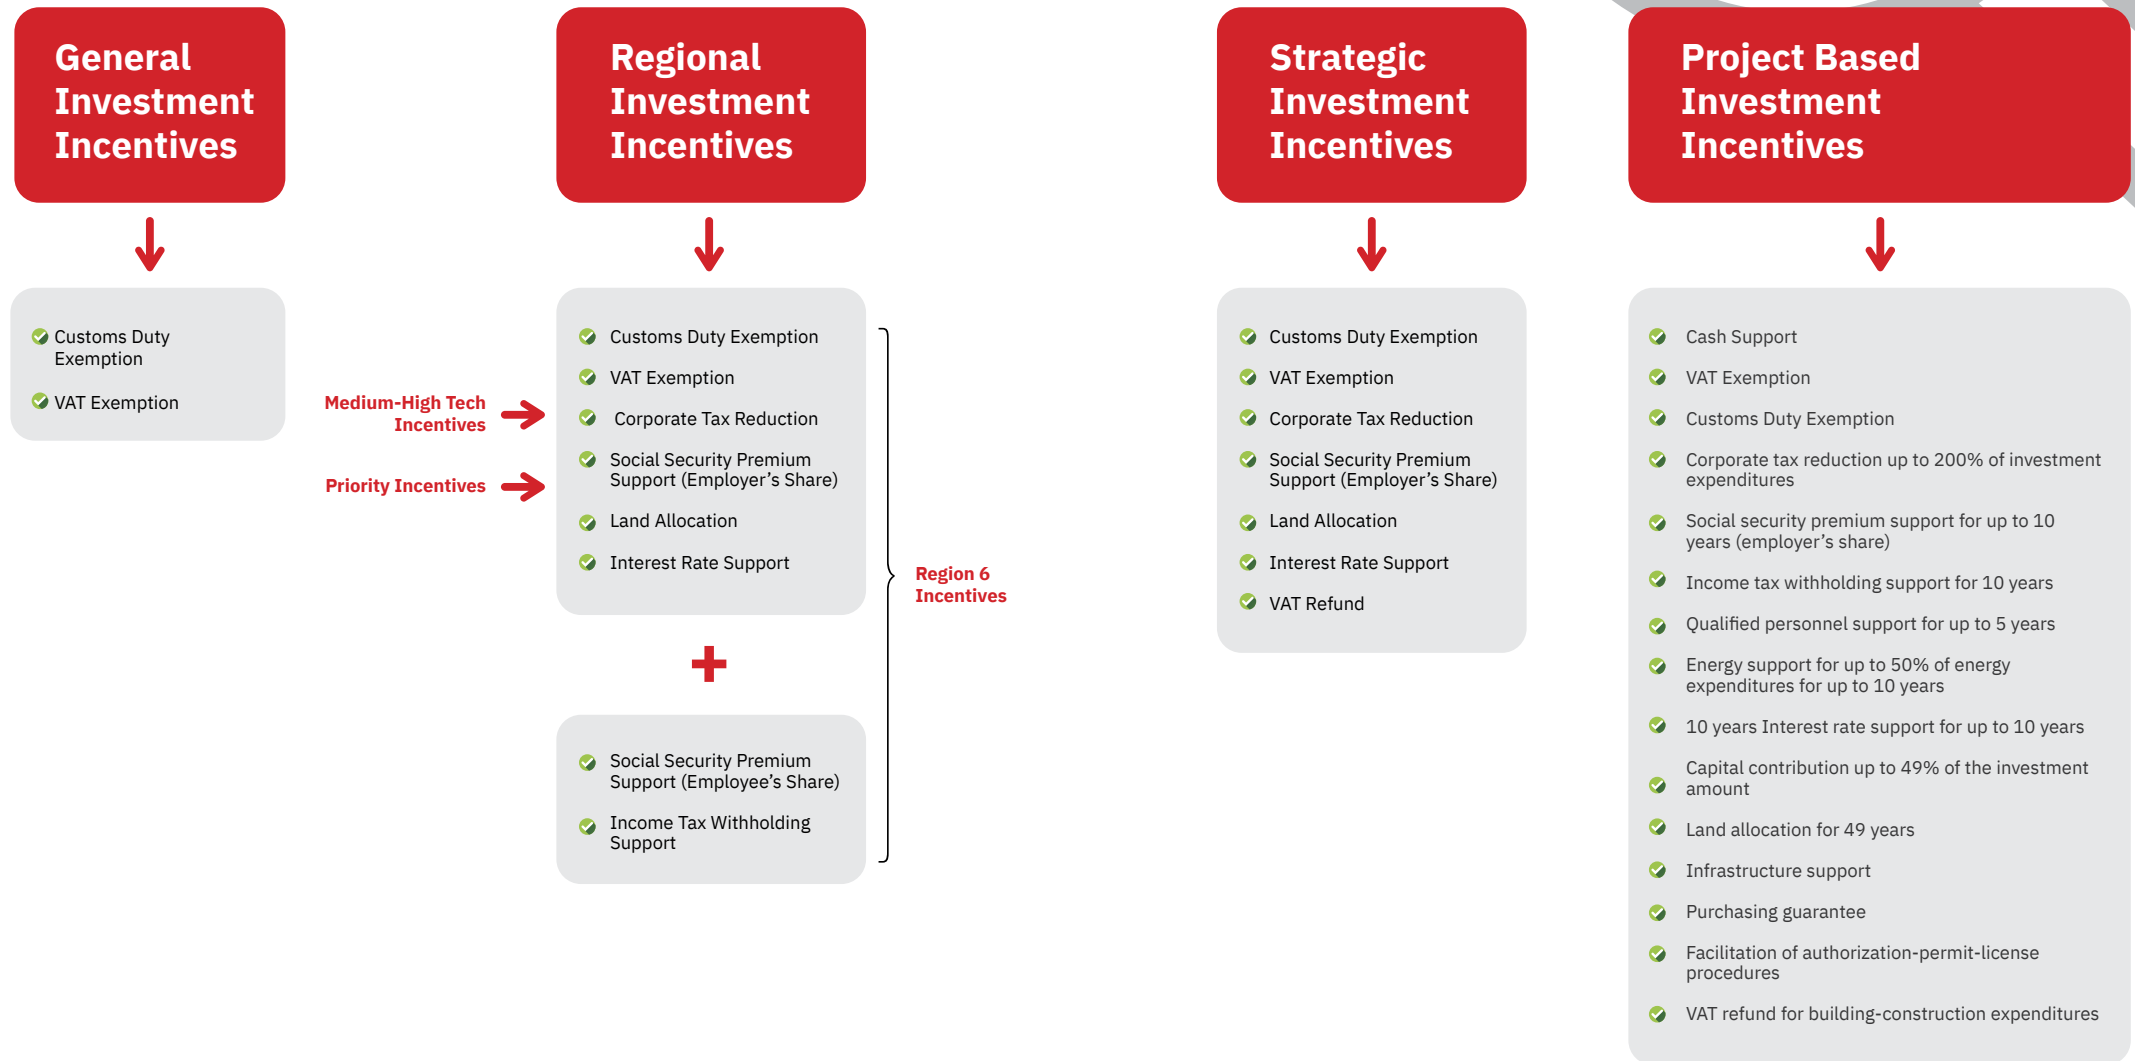 General
Investment
Incentives
Customs Duty
Exemption
VAT Exemption
Regional
Investment
Incentives
Medium-High Tech
Incentives
Priority Incentives
Customs Duty Exemption
VAT Exemption
Corporate Tax Reduction
Social Security Premium
Support (Employer's Share)
Land Allocation
Interest Rate Support
Social Security Premium
Support (Employee's Share)
Income Tax Withholding
Support
Region 6
Incentives
Strategic
Investment
Incentives
Customs Duty Exemption
VAT Exemption
Corporate Tax Reduction
Social Security Premium
Support (Employer's Share)
Land Allocation
Interest Rate Support
VAT Refund
Project Based
Investment
Incentives
Cash Support
VAT Exemption
Customs Duty Exemption
Corporate tax reduction up to 200% of investment
expenditures
Social security premium support for up to 10
years (employer's share)
Income tax withholding support for 10 years
Qualified personnel support for up to 5 years
Energy support for up to 50% of energy
expenditures for up to 10 years
10 years Interest rate support for up to 10 years
Capital contribution up to 49% of the investment
amount
Land allocation for 49 years
Infrastructure support
Purchasing guarantee
Facilitation of authorization-permit-license
procedures
VAT refund for building-construction expenditures